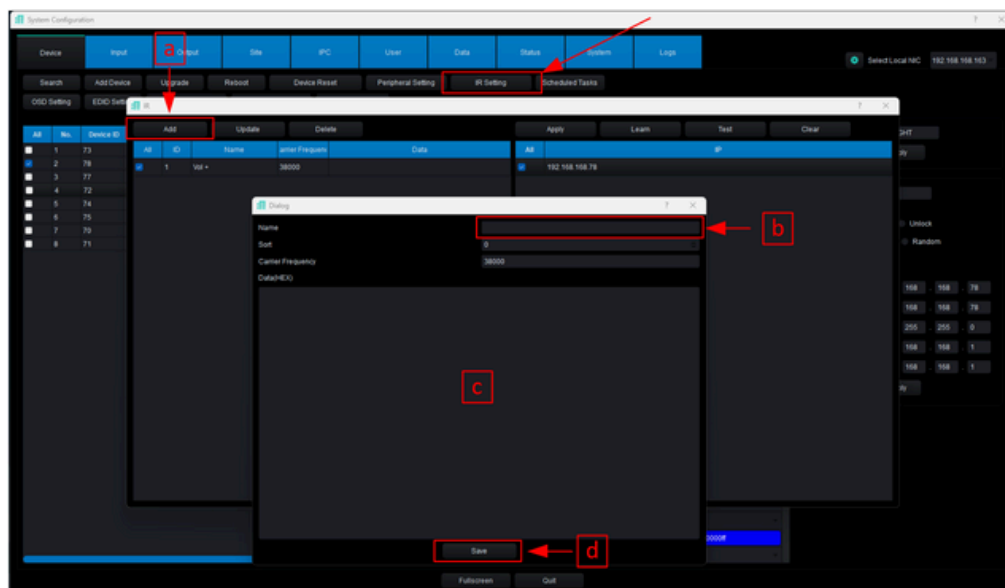 System Configuration
Device Input Output Site IPC User Data Status System Logs
Select Local NIC 192.168.168.163
Search Add Device Upgrade Reboot Device Reset Peripheral Setting IR Setting Scheduled Tasks
OSD Setting EDID
a
IR
Add Update Delete Apply Learn Test Clear
All No. Device ID
All ID Name Data
All IP
1 Vol + 38000
192.168.168.78
1 73
2 78
3 77
4 72
5 74
6 75
7 70
8 71
Dialog
Name
b
Sort 0
Carrier Frequency 38000
Data(HEX)
c
Save
d
Unlock
Random
168 . 168 . 78
168 . 168 . 78
255 . 255 . 0
168 . 168 . 1
168 . 168 . 1
0000ff
Fullscreen Quit